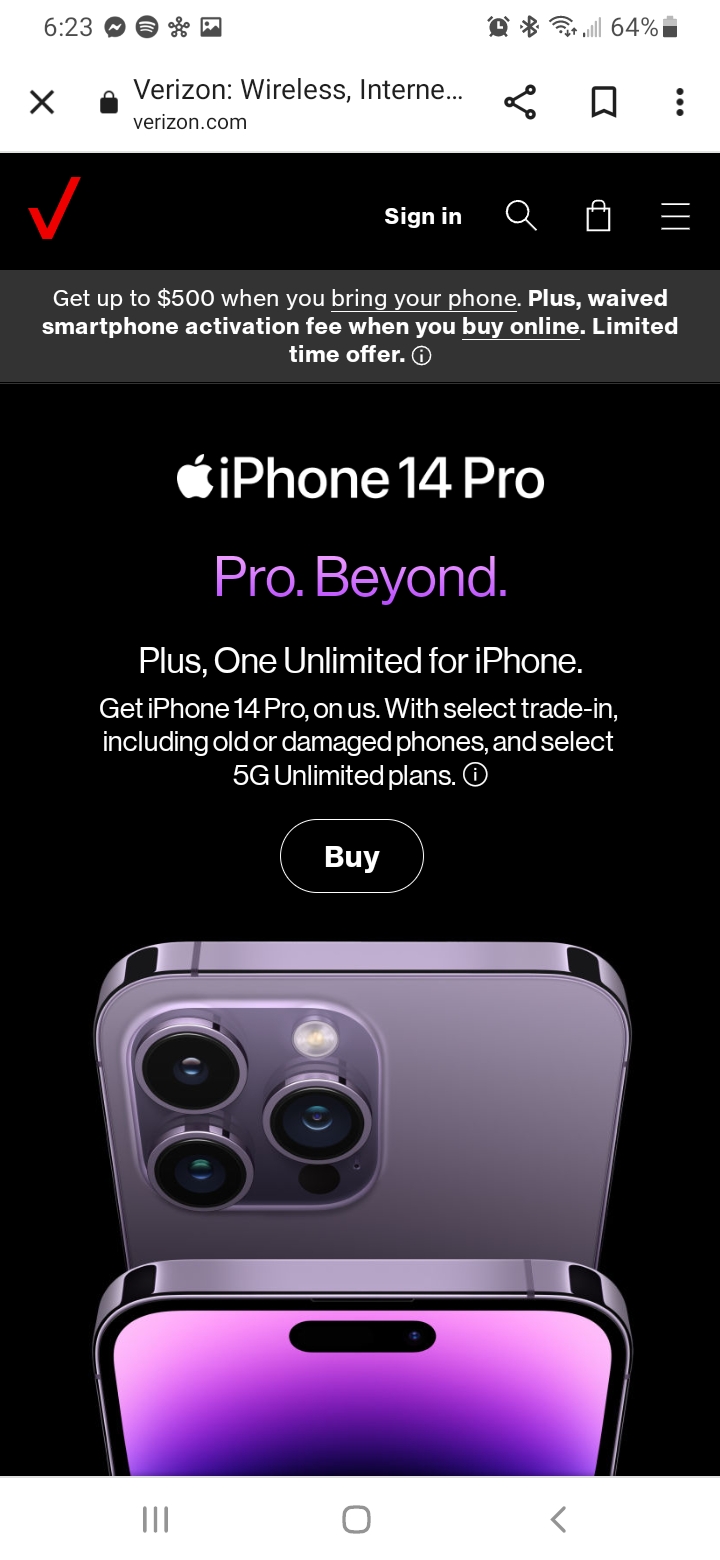 6:23 64%
Verizon: Wireless, Interne...
verizon.com
Sign in
Get up to $500 when you bring your phone. Plus, waived
smartphone activation fee when you buy online. Limited
time offer.
iPhone 14 Pro
Pro. Beyond.
Plus, One Unlimited for iPhone.
Get iPhone 14 Pro, on us. With select trade-in,
including old or damaged phones, and select
5G Unlimited plans.
Buy